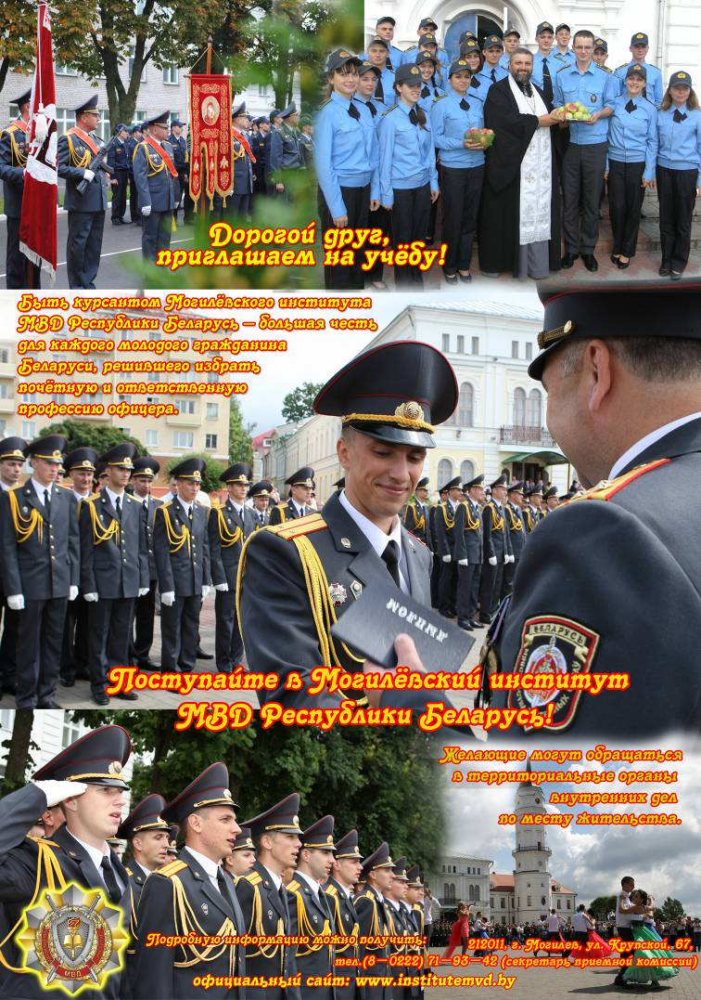 Дорогой друг,
приглашаем на учёбу!
Быть курсантом Могилёвского института
МВД Республики Беларусь – большая честь
для каждого молодого гражданина
Беларуси, решившего избрать
почётную и ответственную
профессию офицера.
ДЫПЛОМ
БЕЛАРУСЬ
Поступайте в Могилёвский институт
МВД Республики Беларусь!
Желающие могут обращаться
в территориальные органы
внутренних дел
по месту жительства.
МВД
Подробную информацию можно получить:
212011, г. Могилев, ул. Крупской, 67,
тел.(8-0222) 71-93-42 (секретарь приемной комиссии)
официальный сайт: www.institutemvd.by